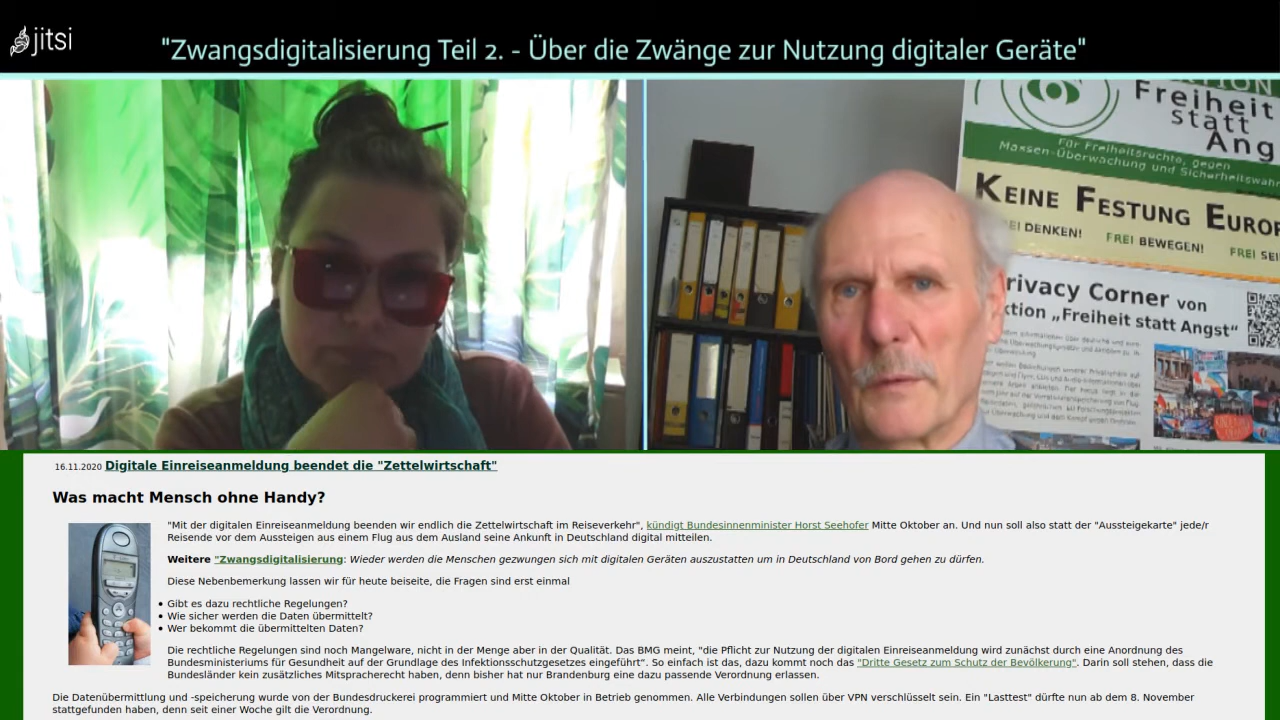 jitsi
"Zwangsdigitalisierung Teil 2. - Über die Zwänge zur Nutzung digitaler Geräte"
Freiheit
statt
Für Freiheitsrechte, gegen
Massen-Überwachung und Sicherheitswahn
KEINE FESTUNG EUROP
EI DENKEN! FREI BEWEGEN! FREI SEI
rivacy Corner von
ktion „Freiheit statt Angst“
16.11.2020 Digitale Einreiseanmeldung beendet die "Zettelwirtschaft"
Was macht Mensch ohne Handy?
"Mit der digitalen Einreiseanmeldung beenden wir endlich die Zettelwirtschaft im Reiseverkehr", kündigt Bundesinnenminister Horst Seehofer Mitte Oktober an. Und nun soll also statt der "Aussteigekarte" jede/r
Reisende vor dem Aussteigen aus einem Flug aus dem Ausland seine Ankunft in Deutschland digital mitteilen.
Weitere "Zwangsdigitalisierung: Wieder werden die Menschen gezwungen sich mit digitalen Geräten auszustatten um in Deutschland von Bord gehen zu dürfen.
Diese Nebenbemerkung lassen wir für heute beiseite, die Fragen sind erst einmal
• Gibt es dazu rechtliche Regelungen?
• Wie sicher werden die Daten übermittelt?
• Wer bekommt die übermittelten Daten?
Die rechtliche Regelungen sind noch Mangelware, nicht in der Menge aber in der Qualität. Das BMG meint, "die Pflicht zur Nutzung der digitalen Einreiseanmeldung wird zunächst durch eine Anordnung des
Bundesministeriums für Gesundheit auf der Grundlage des Infektionsschutzgesetzes eingeführt“. So einfach ist das, dazu kommt noch das "Dritte Gesetz zum Schutz der Bevölkerung". Darin soll stehen, dass die
Bundesländer kein zusätzliches Mitspracherecht haben, denn bisher hat nur Brandenburg eine dazu passende Verordnung erlassen.
Die Datenübermittlung und -speicherung wurde von der Bundesdruckerei programmiert und Mitte Oktober in Betrieb genommen. Alle Verbindungen sollen über VPN verschlüsselt sein. Ein "Lasttest" dürfte nun ab dem 8. November
stattgefunden haben, denn seit einer Woche gilt die Verordnung.